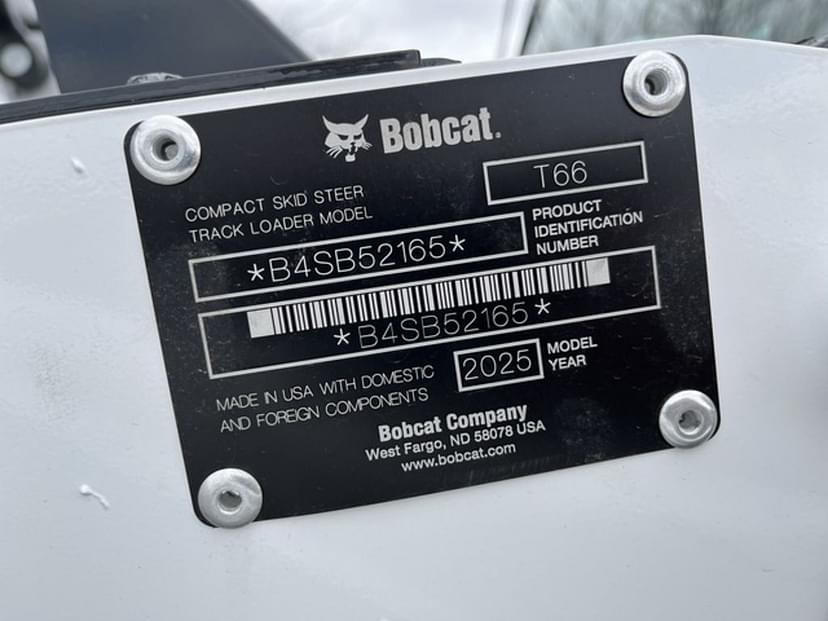 Bobcat.
COMPACT SKID STEER
TRACK LOADER MODEL
T66
*B4SB52165*
PRODUCT
IDENTIFICATION
NUMBER
*B4SB52165*
MADE IN USA WITH DOMESTIC
AND FOREIGN COMPONENTS
2025
MODEL
YEAR
Bobcat Company
West Fargo, ND 58078 USA
www.bobcat.com